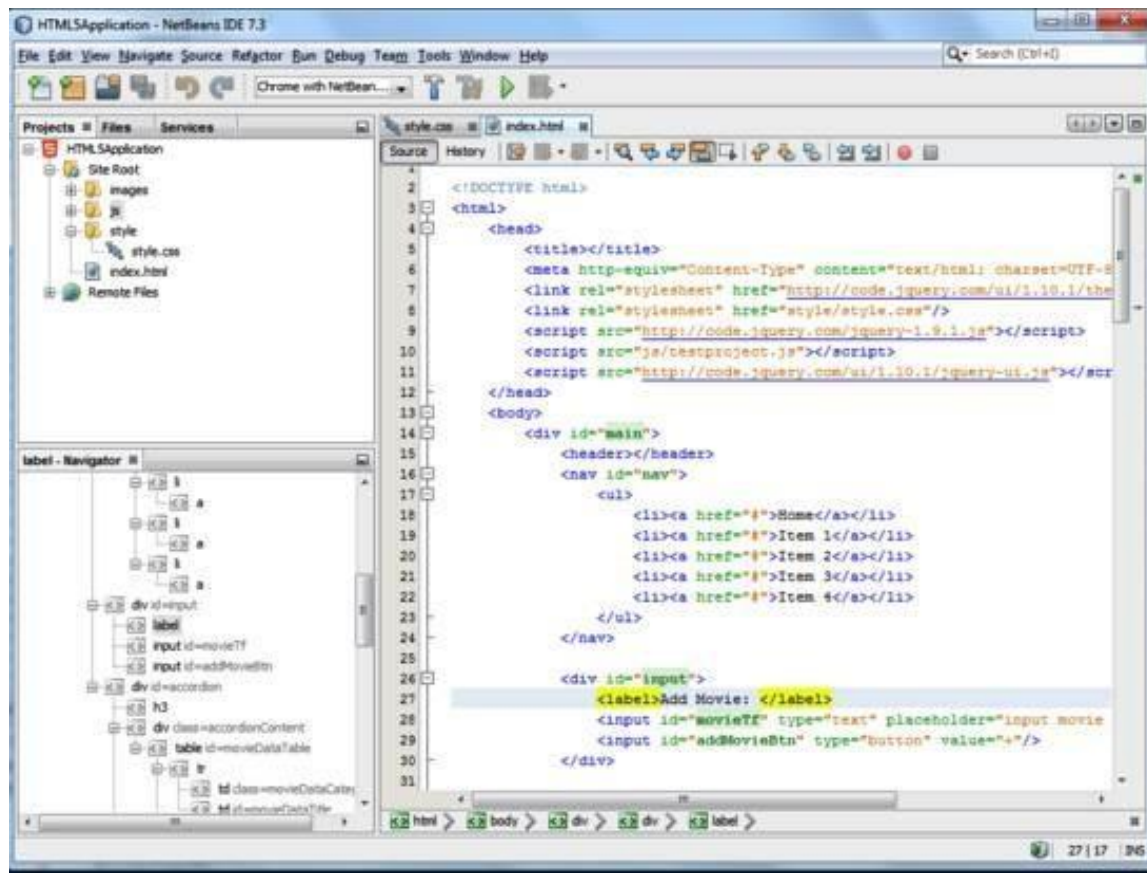 HTML5Application - NetBeans IDE 7.3
File Edit View Navigate Source Refactor Run Debug Team Tools Window Help
Search (Ctrl+I)
Chrome with NetBean...
Projects Files Services
HTML5Application
Site Root
images
js
style
style.css
index.html
Remote Files
label - Navigator
li
a
li
a
li
a
div id=input
label
input id=movieTf
input id=addMovieBtn
div id=accordion
h3
div class=accordionContent
table id=movieDataTable
tr
td class=movieDataCateg
style.css index.html
Source History
2 <!DOCTYPE html>
3 <html>
4 <head>
5 <title></title>
6 <meta http-equiv="Content-Type" content="text/html; charset=UTF-8
7 <link rel="stylesheet" href="http://code.jquery.com/ui/1.10.1/the
8 <link rel="stylesheet" href="style/style.css"/>
9 <script src="http://code.jquery.com/jquery-1.9.1.js"></script>
10 <script src="js/testproject.js"></script>
11 <script src="http://code.jquery.com/ui/1.10.1/jquery-ui.js"></scr
12 </head>
13 <body>
14 <div id="main">
15 <header></header>
16 <nav id="nav">
17 <ul>
18 <li><a href="#">Home</a></li>
19 <li><a href="#">Item 1</a></li>
20 <li><a href="#">Item 2</a></li>
21 <li><a href="#">Item 3</a></li>
22 <li><a href="#">Item 4</a></li>
23 </ul>
24 </nav>
25
26 <div id="input">
27 <label>Add Movie: </label>
28 <input id="movieTf" type="text" placeholder="input movie
29 <input id="addMovieBtn" type="button" value="+"/>
30 </div>
31
html body div div label
27 | 17 INS